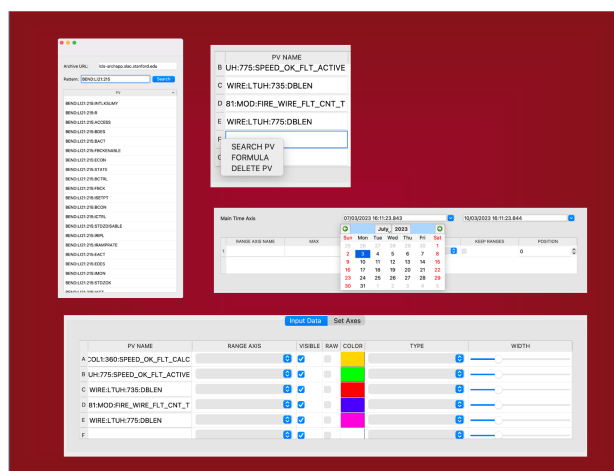 Archive URL: lcls-archapp.slac.stanford.edu
Pattern: BEND:LI21:215 Search
PV
BEND:LI21:215:INTLKSUMY
BEND:LI21:215:R
BEND:LI21:215:ACCESS
BEND:LI21:215:BDES
BEND:LI21:215:BACT
BEND:LI21:215:FBCKENABLE
BEND:LI21:215:ECON
BEND:LI21:215:STATE
BEND:LI21:215:BCTRL
BEND:LI21:215:FBCK
BEND:LI21:215:ISETPT
BEND:LI21:215:BCON
BEND:LI21:215:ICTRL
BEND:LI21:215:STDZDISABLE
BEND:LI21:215:IRIPL
BEND:LI21:215:IRAMPRATE
BEND:LI21:215:EACT
BEND:LI21:215:EDES
BEND:LI21:215:IMON
BEND:LI21:215:STDZOK
PV NAME
B UH:775:SPEED_OK_FLT_ACTIVE
C WIRE:LTUH:735:DBLEN
D 81:MOD:FIRE_WIRE_FLT_CNT_T
E WIRE:LTUH:775:DBLEN
F
SEARCH PV
G FORMULA
DELETE PV
Main Time Axis 07/03/2023 16:11:23.843 10/03/2023 16:11:23.844
July, 2023
RANGE AXIS NAME MAX KEEP RANGES POSITION
Sun Mon Tue Wed Thu Fri Sat
25 26 27 28 29 30 1
1 2 3 4 5 6 7 8 0
9 10 11 12 13 14 15
16 17 18 19 20 21 22
23 24 25 26 27 28 29
30 31 1 2 3 4 5
Input Data Set Axes
PV NAME RANGE AXIS VISIBLE RAW COLOR TYPE WIDTH
A COL1:360:SPEED_OK_FLT_CALC
B UH:775:SPEED_OK_FLT_ACTIVE
C WIRE:LTUH:735:DBLEN
D 81:MOD:FIRE_WIRE_FLT_CNT_T
E WIRE:LTUH:775:DBLEN
F